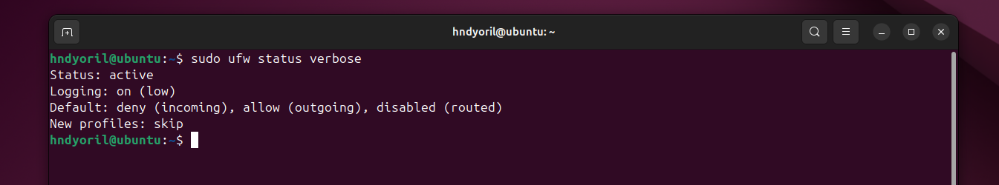 hndyoril@ubuntu: ~
hndyoril@ubuntu:~$ sudo ufw status verbose
Status: active
Logging: on (low)
Default: deny (incoming), allow (outgoing), disabled (routed)
New profiles: skip
hndyoril@ubuntu:~$